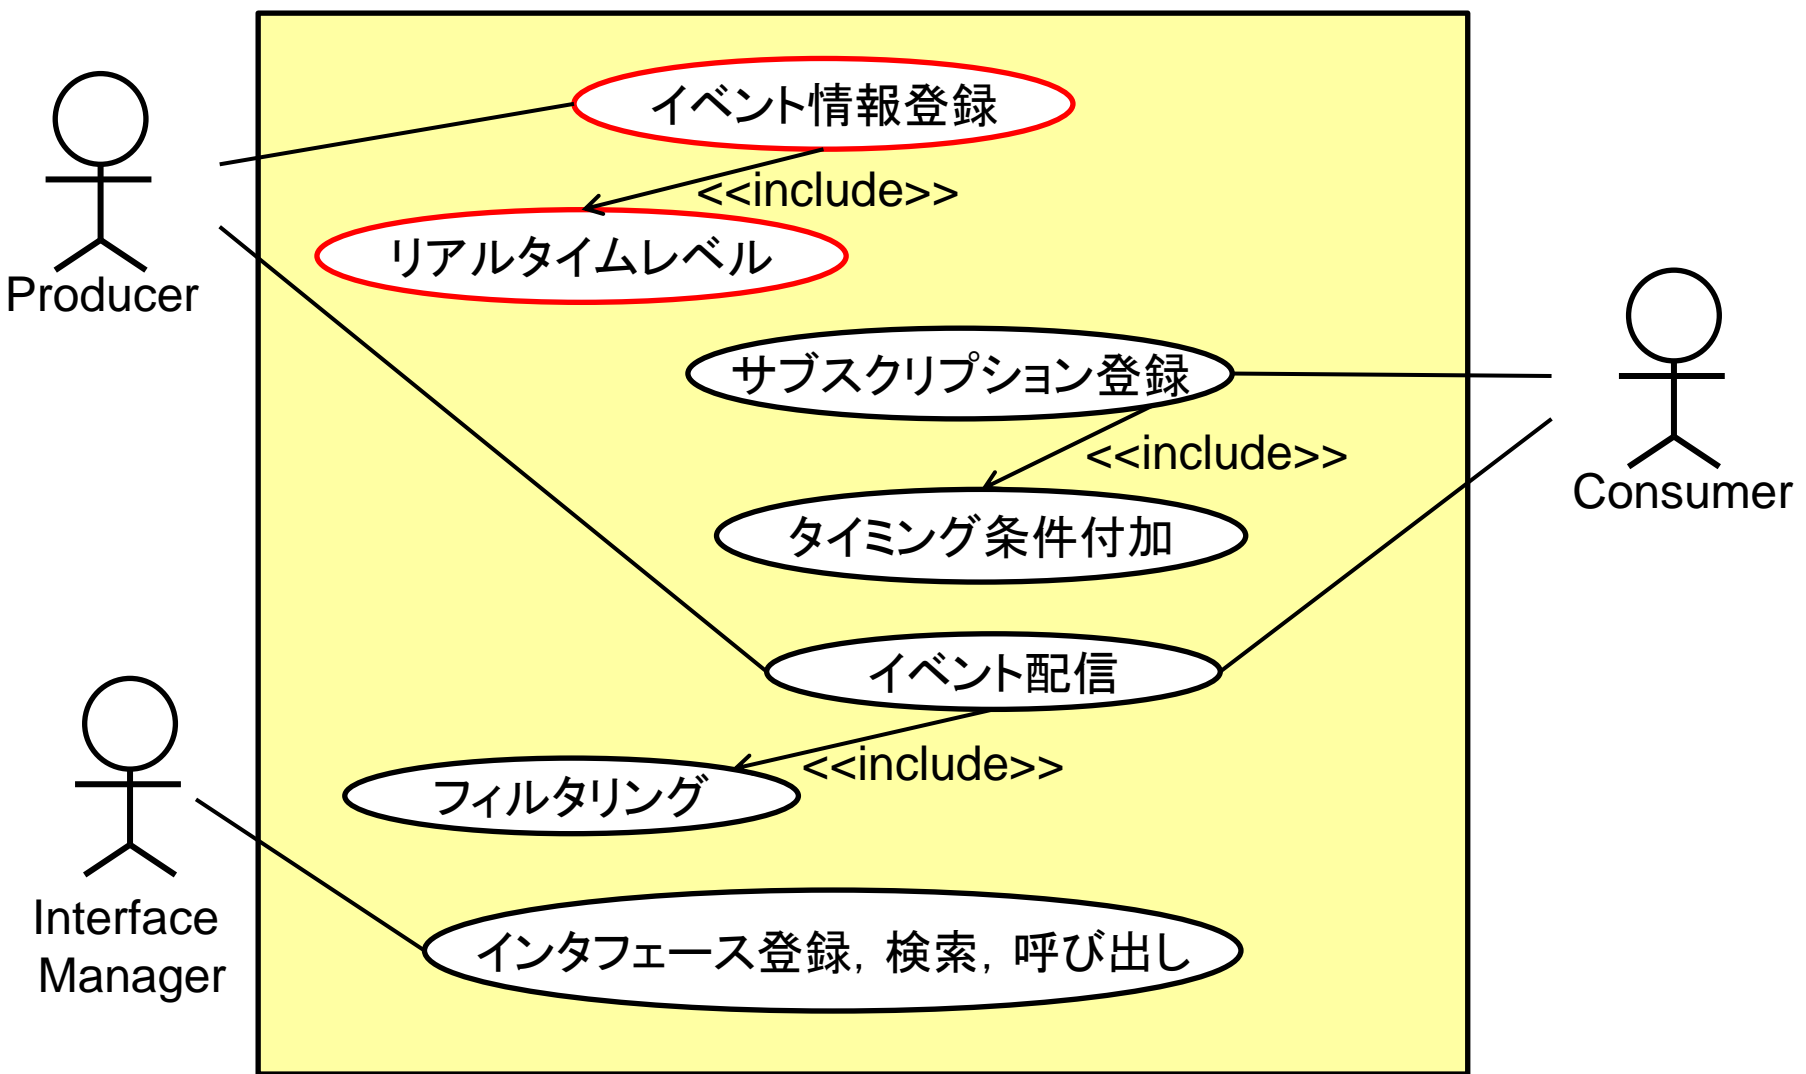 イベント情報登録
<<include>>
リアルタイムレベル
Producer
サブスクリプション登録
<<include>>
Consumer
タイミング条件付加
イベント配信
<<include>>
フィルタリング
Interface
Manager
インタフェース登録, 検索, 呼び出し